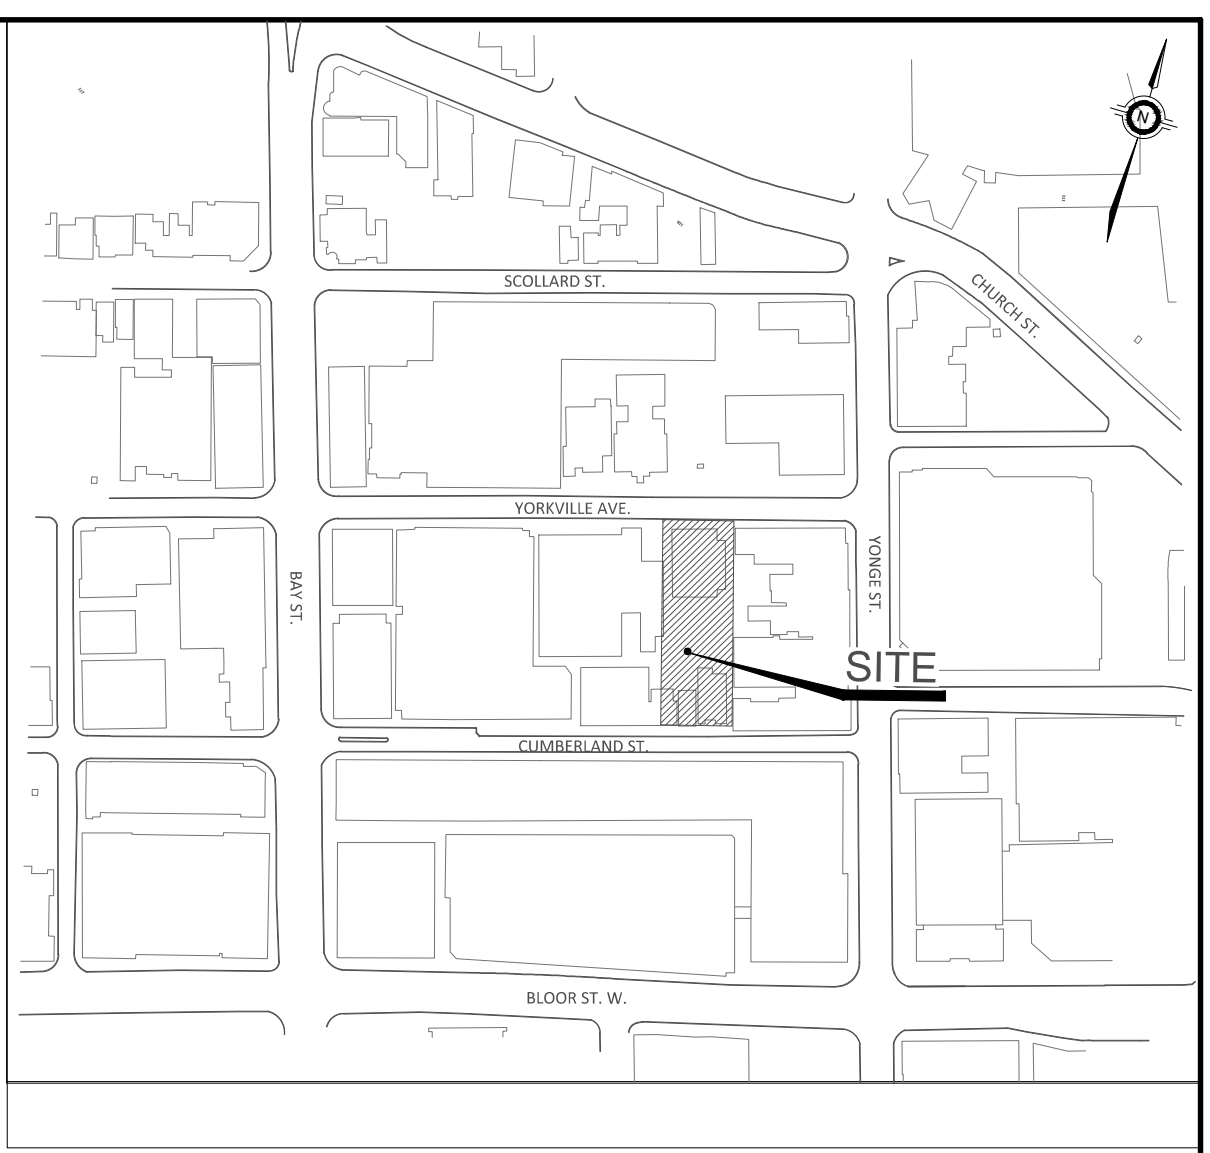 N
SCOLLARD ST.
CHURCH ST.
YORKVILLE AVE.
BAY ST.
YONGE ST.
SITE
CUMBERLAND ST.
BLOOR ST. W.